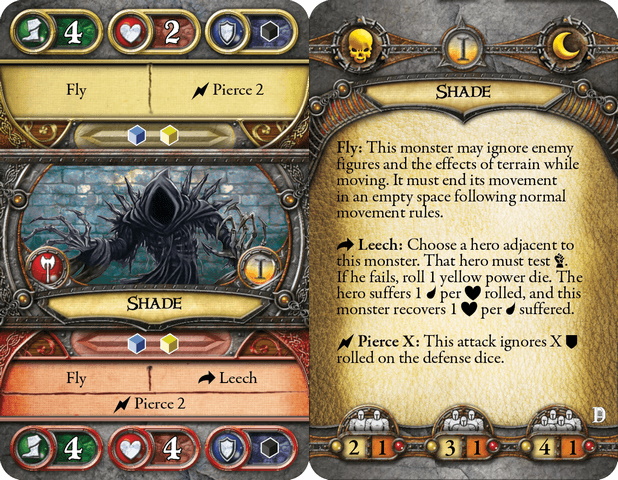 4 2
Fly Pierce 2
I
SHADE
Fly Leech
Pierce 2
4 4
I
SHADE
Fly: This monster may ignore enemy
figures and the effects of terrain while
moving. It must end its movement
in an empty space following normal
movement rules.
Leech: Choose a hero adjacent to
this monster. That hero must test .
If he fails, roll 1 yellow power die. The
hero suffers 1 per rolled, and this
monster recovers 1 per suffered.
Pierce X: This attack ignores X
rolled on the defense dice.
D
2 1 3 1 4 1